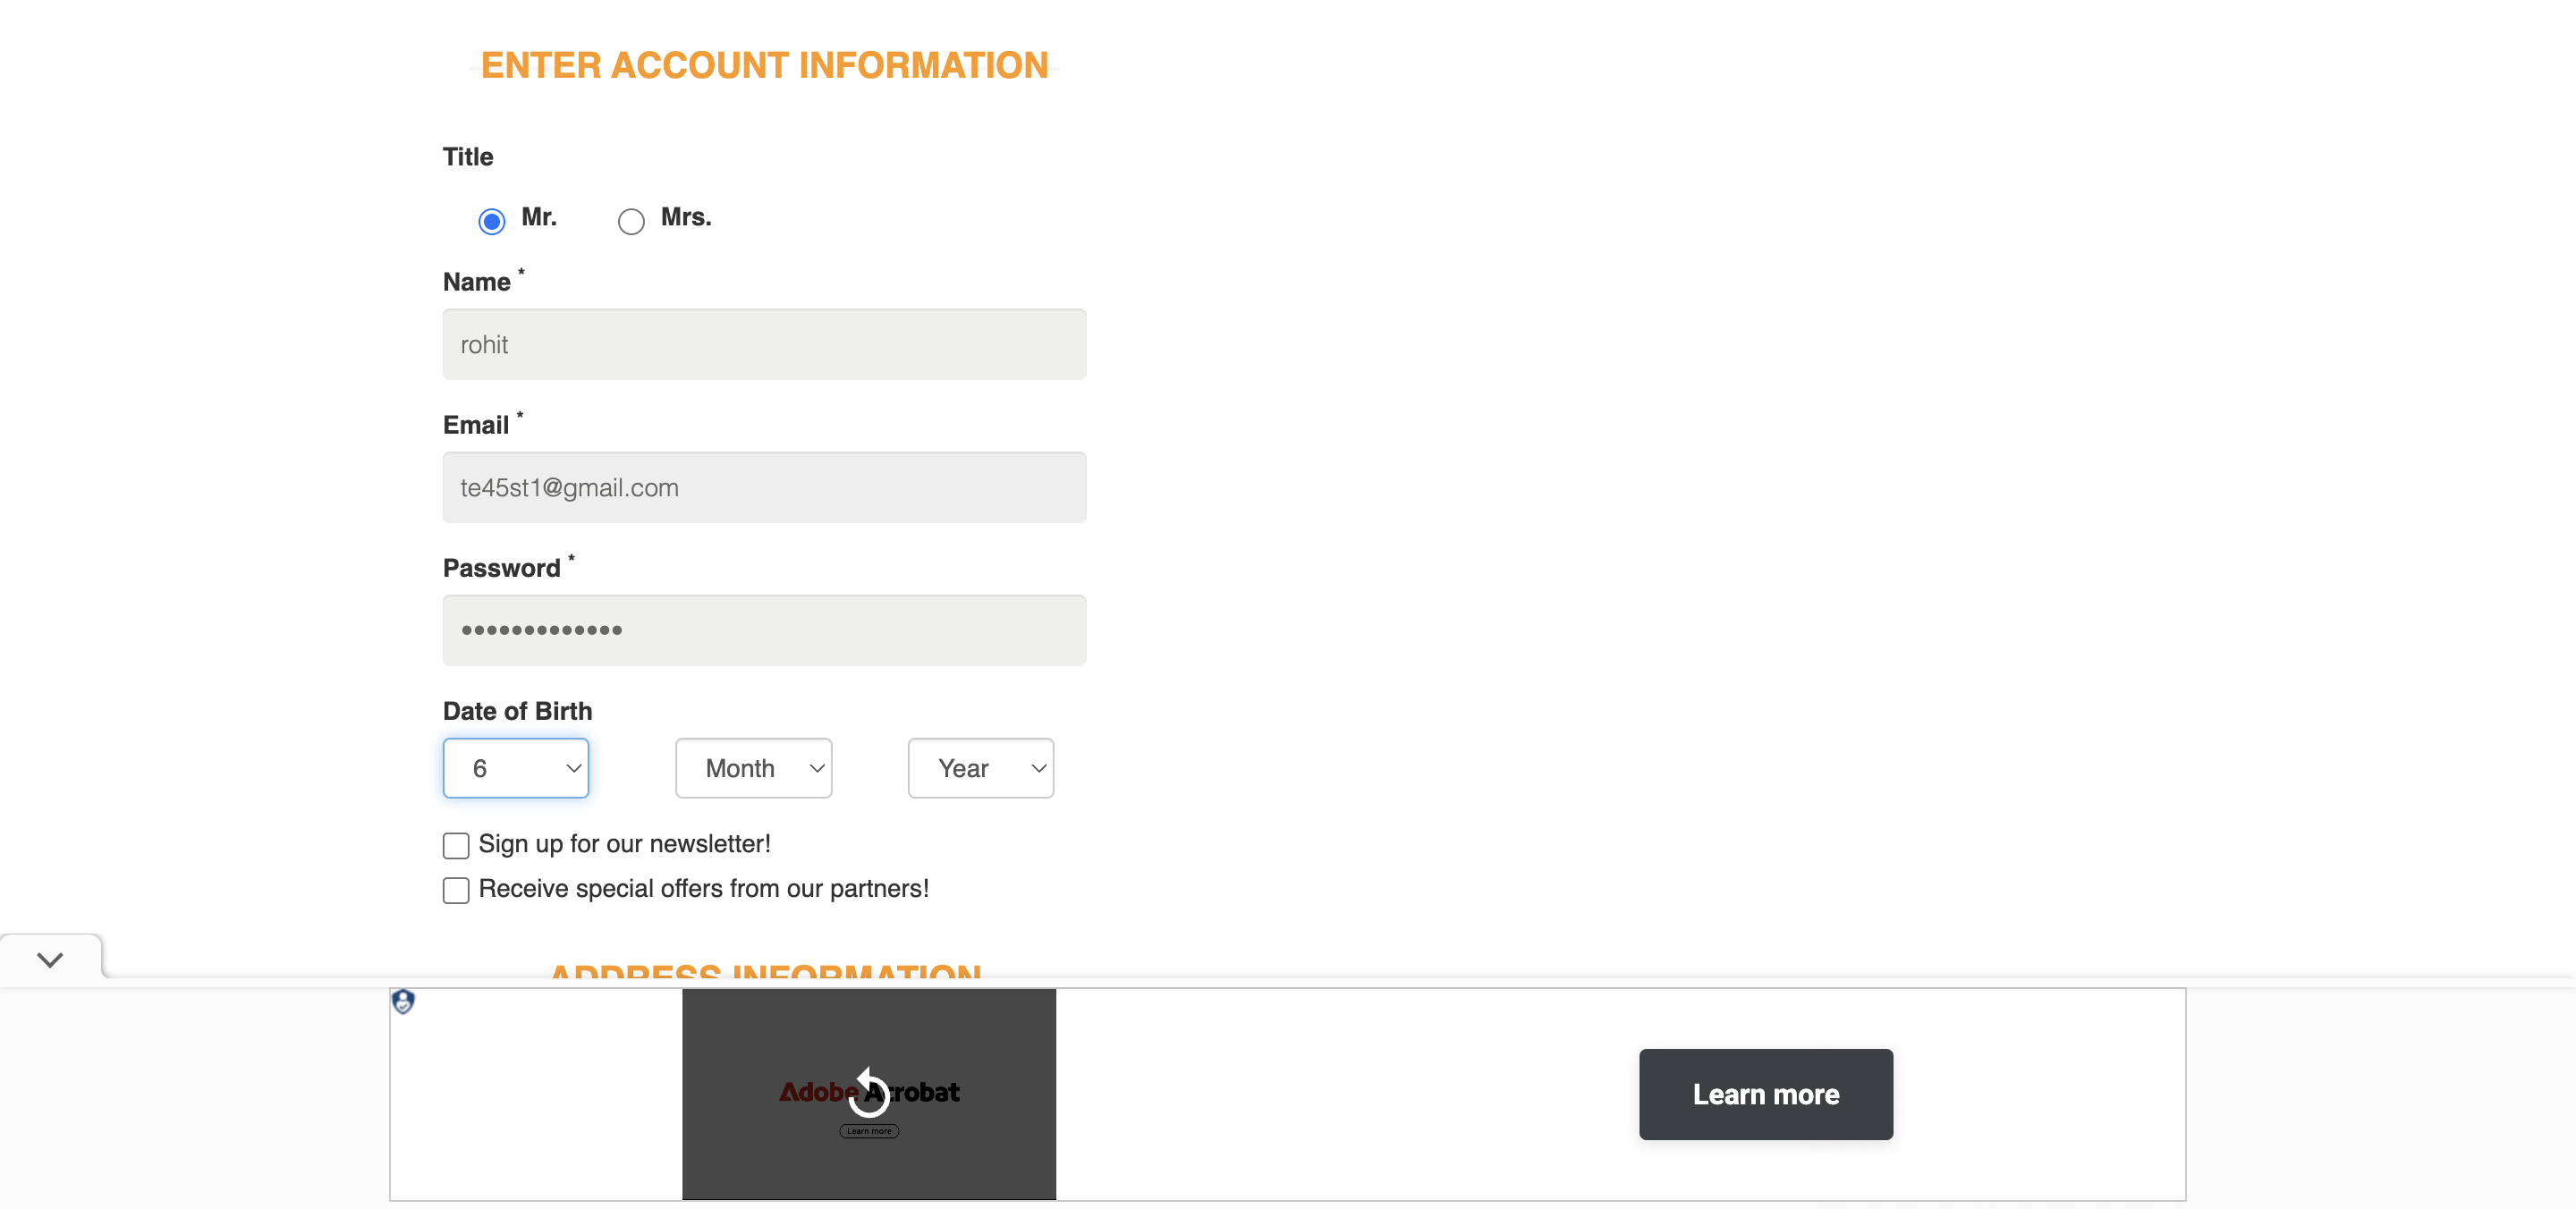 ENTER ACCOUNT INFORMATION
Title
Mr. Mrs.
Name *
rohit
Email *
te45st1@gmail.com
Password *
•••••••••••••
Date of Birth
6 Month Year
Sign up for our newsletter!
Receive special offers from our partners!
ADDRESS INFORMATION
Adobe Acrobat
Learn more
Learn more